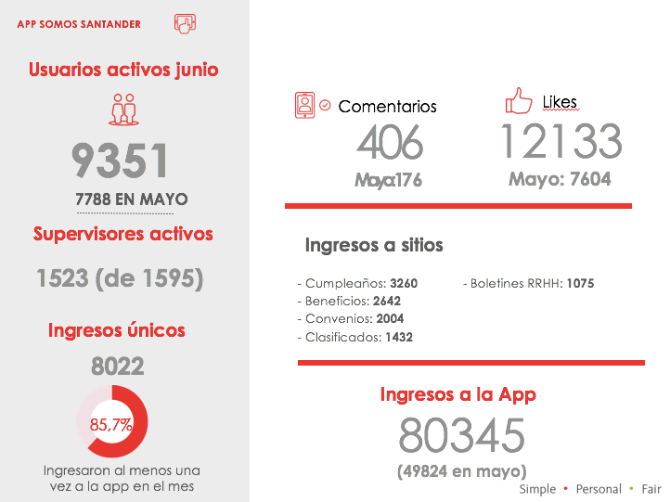 APP SOMOS SANTANDER
Usuarios activos junio
9351
7788 EN MAYO
Supervisores activos
1523 (de 1595)
Ingresos únicos
8022
85,7%
Ingresaron al menos una
vez a la app en el mes
Comentarios
406
Mayo:176
Likes
12133
Mayo: 7604
Ingresos a sitios
- Cumpleaños: 3260
- Beneficios: 2642
- Convenios: 2004
- Clasificados: 1432
- Boletines RRHH: 1075
Ingresos a la App
80345
(49824 en mayo)
Simple • Personal • Fair